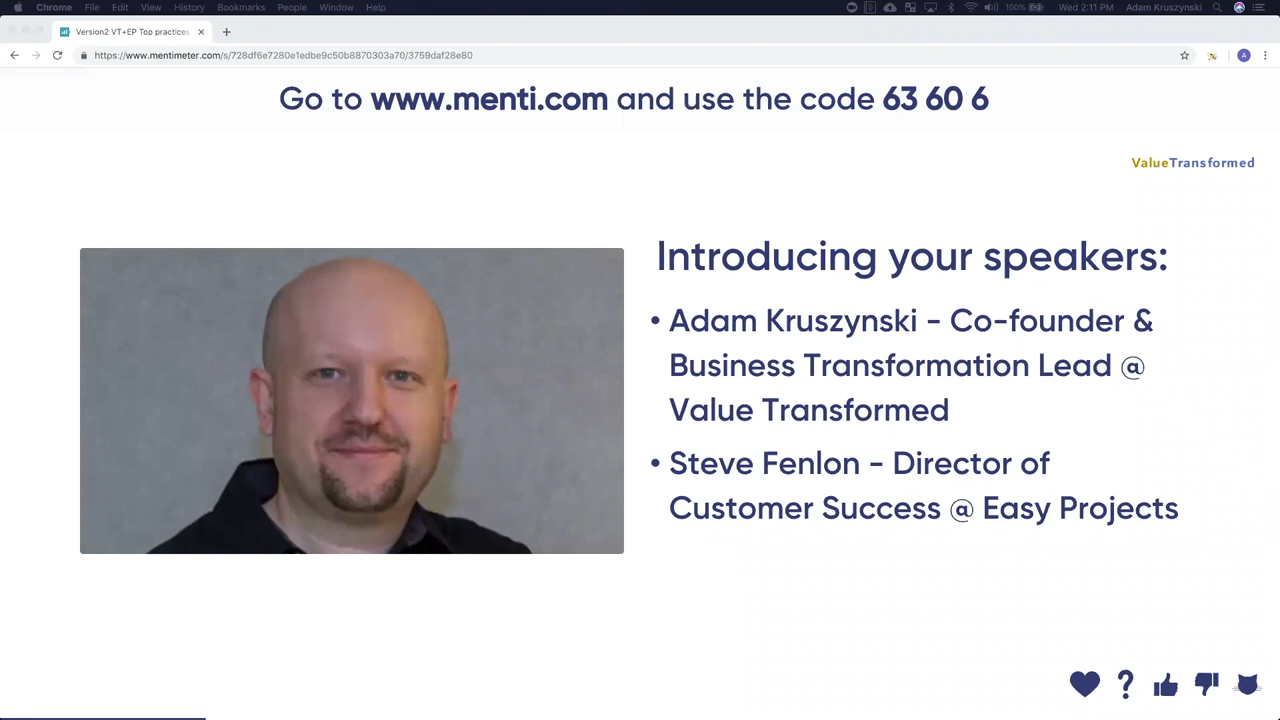 Chrome File Edit View History Bookmarks People Window Help 100% Wed 2:11 PM Adam Kruszynski
Version2 VT+EP Top practices
https://www.mentimeter.com/s/728df6e7280e1edbe9c50b8870303a70/3759daf28e80
A
Go to www.menti.com and use the code 63 60 6
ValueTransformed
Introducing your speakers:
• Adam Kruszynski - Co-founder &
Business Transformation Lead @
Value Transformed
• Steve Fenlon - Director of
Customer Success @ Easy Projects